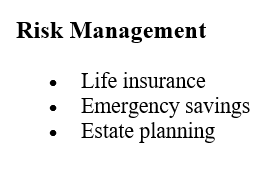 Risk Management
• Life insurance
• Emergency savings
• Estate planning